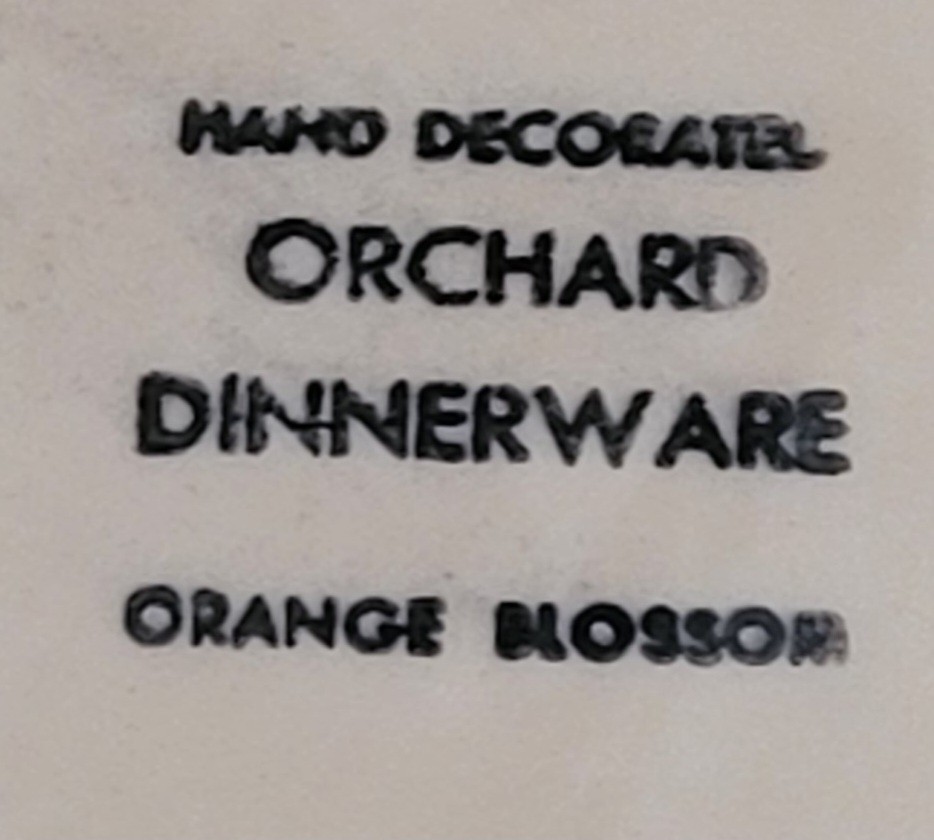 HAND DECORATED
ORCHARD
DINNERWARE
ORANGE BLOSSOM